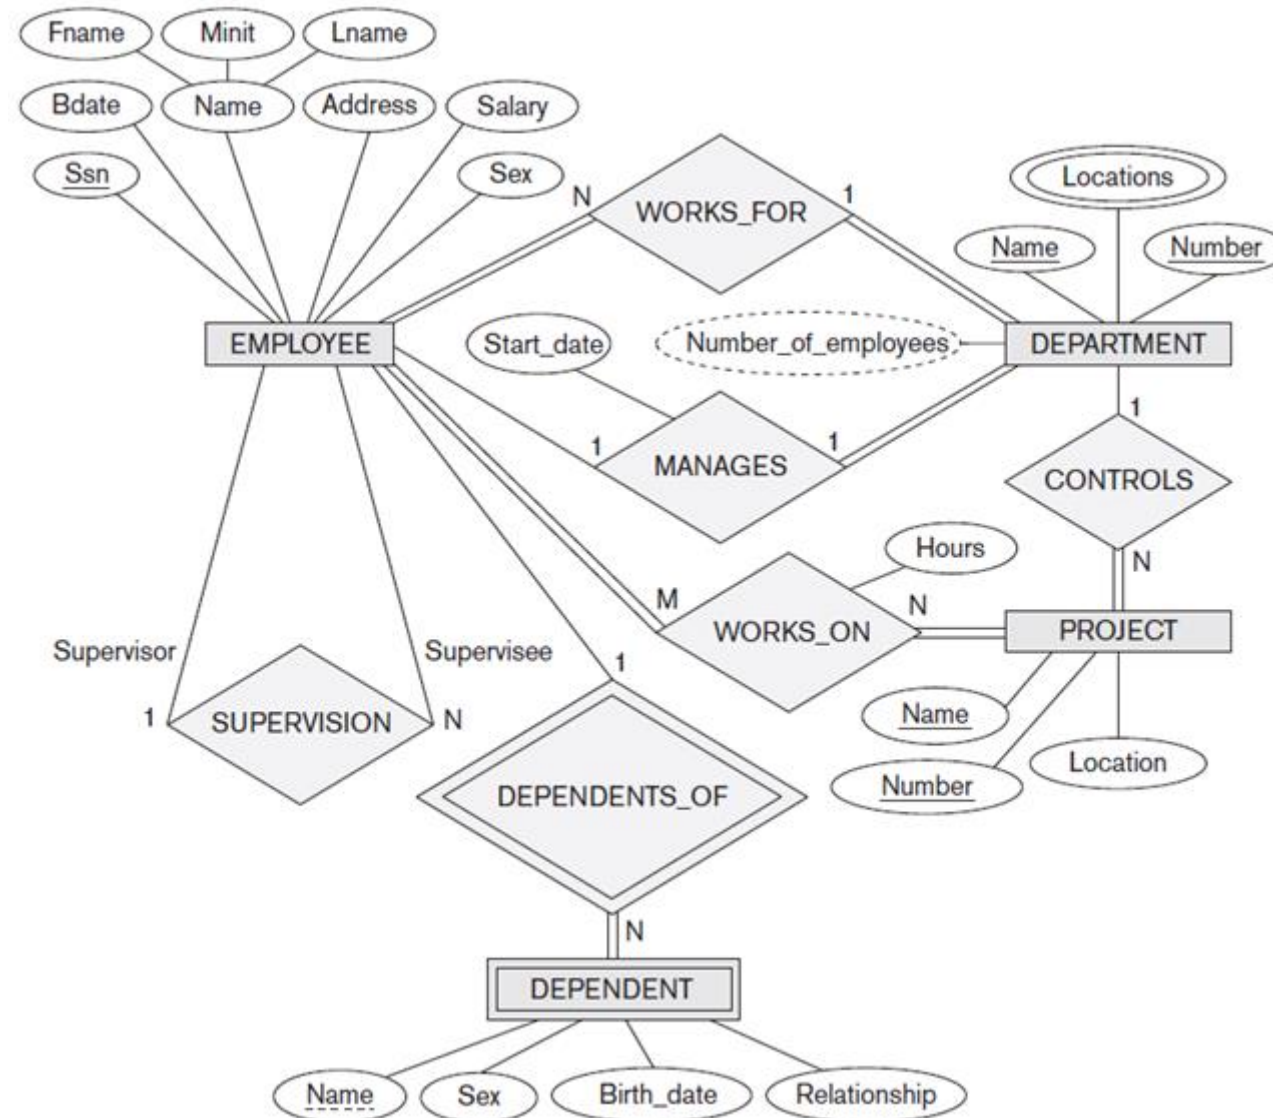 Fname
Minit
Lname
Bdate
Name
Address
Salary
Ssn
Sex
N
WORKS_FOR
1
Locations
Name
Number
EMPLOYEE
Start_date
Number_of_employees
DEPARTMENT
1
MANAGES
1
1
CONTROLS
N
Hours
M
WORKS_ON
N
PROJECT
Supervisor
Supervisee
1
1
SUPERVISION
N
Name
Number
Location
DEPENDENTS_OF
N
DEPENDENT
Name
Sex
Birth_date
Relationship